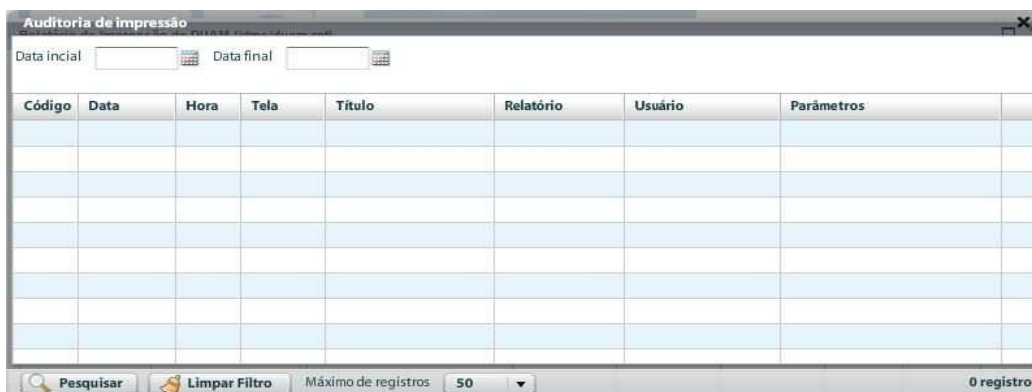 Auditoria de impressão
Data incial Data final
Código Data Hora Tela Título Relatório Usuário Parâmetros
Pesquisar Limpar Filtro Máximo de registros 50 0 registro